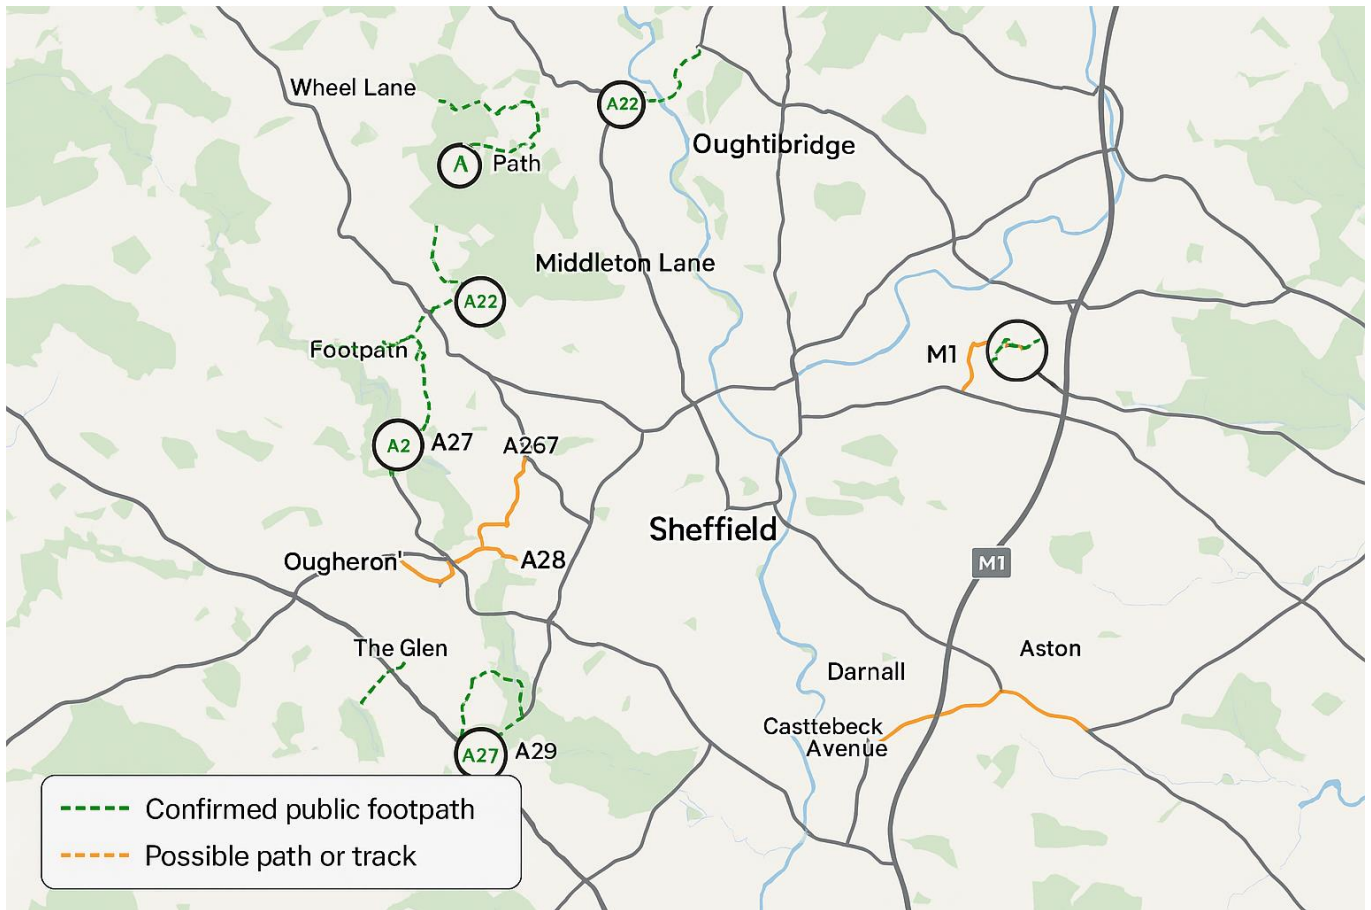 Wheel Lane
A22
Oughtibridge
A
Path
Middleton Lane
A22
Footpath
M1
A2
A27
A267
Sheffield
Ougheron'
A28
M1
The Glen
Aston
Darnall
Casttebeck
Avenue
A27
A29
Confirmed public footpath
Possible path or track